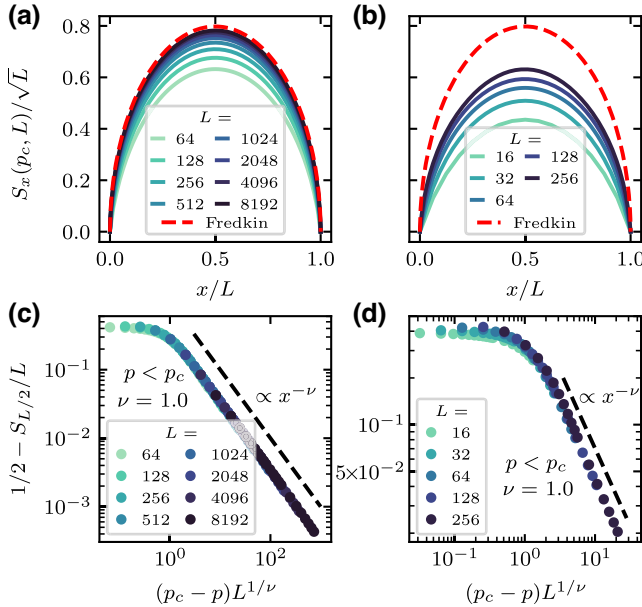 (a)
(b)
S_x(p_c, L)/√L
0.8
0.6
0.4
0.2
0.0
L =
64 1024
128 2048
256 4096
512 8192
Fredkin
L =
16 128
32 256
64
Fredkin
0.0 0.5 1.0
0.0 0.5 1.0
x/L
x/L
(c)
(d)
1/2 − S_{L/2}/L
10^{−1}
10^{−2}
10^{−3}
p < p_c
ν = 1.0
∝ x^{−ν}
L =
64 1024
128 2048
256 4096
512 8192
10^0 10^2
(p_c − p)L^{1/ν}
10^{−1}
5×10^{−2}
∝ x^{−ν}
L =
16
32
64
128
256
p < p_c
ν = 1.0
10^{−1} 10^0 10^1
(p_c − p)L^{1/ν}